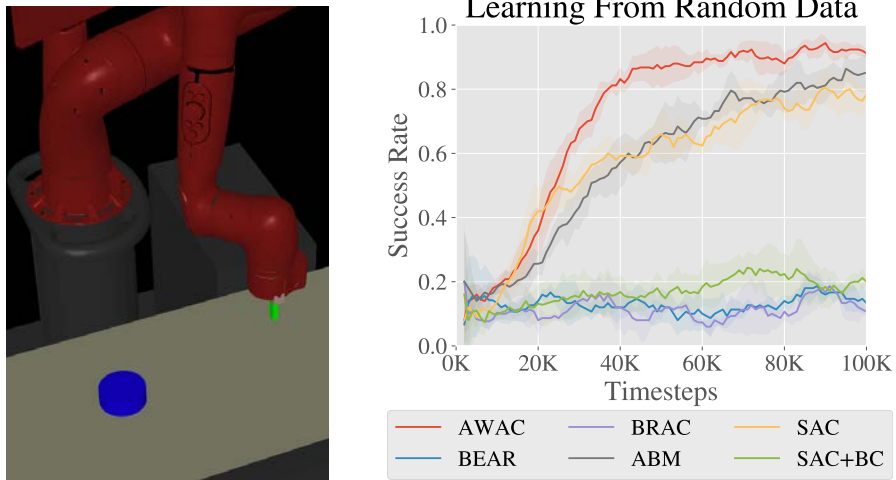 Learning From Random Data
Success Rate
1.0
0.8
0.6
0.4
0.2
0.0
0K 20K 40K 60K 80K 100K
Timesteps
AWAC BRAC SAC
BEAR ABM SAC+BC